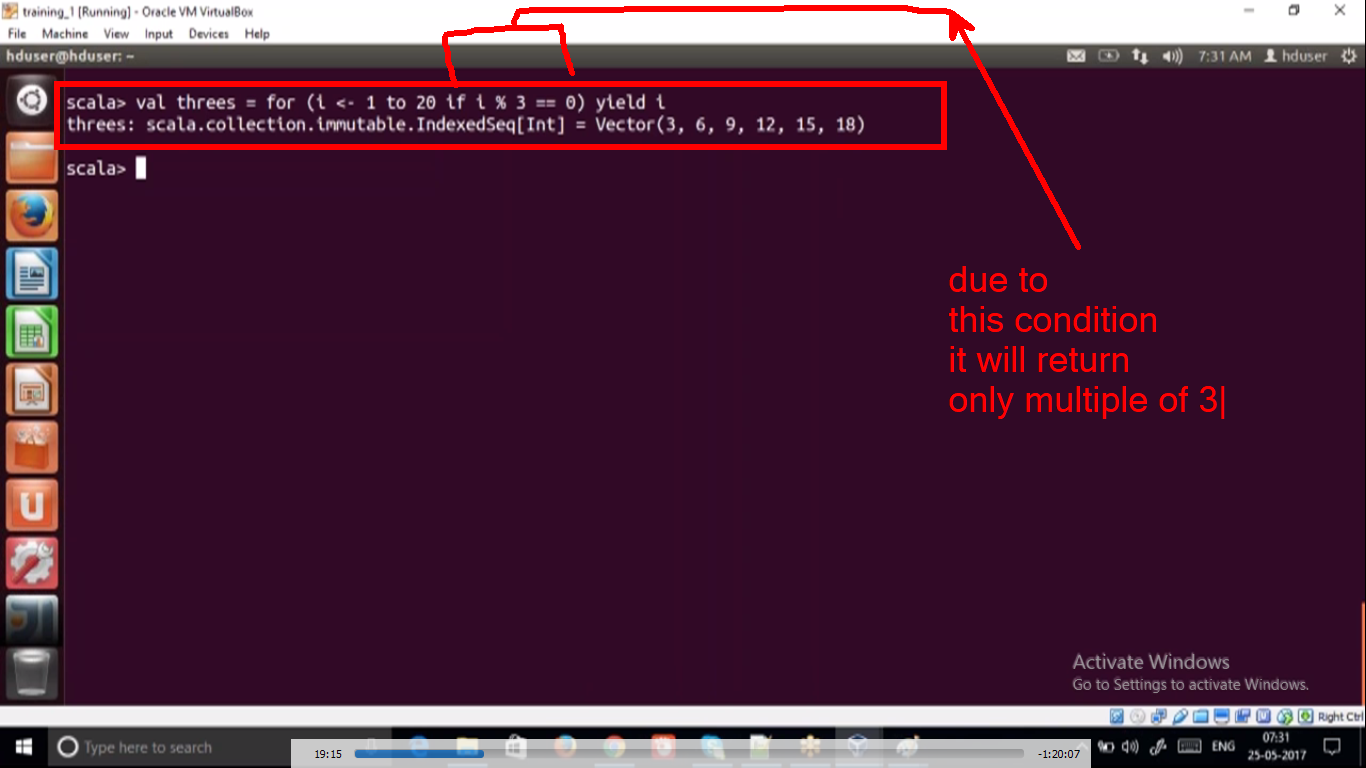 training_1 [Running] - Oracle VM VirtualBox
File Machine View Input Devices Help
hduser@hduser: ~
7:31 AM hduser
scala> val threes = for (i <- 1 to 20 if i % 3 == 0) yield i
threes: scala.collection.immutable.IndexedSeq[Int] = Vector(3, 6, 9, 12, 15, 18)
scala>
due to
this condition
it will return
only multiple of 3|
Activate Windows
Go to Settings to activate Windows.
Right Ctrl
Type here to search
19:15
-1:20:07
ENG
07:31
25-05-2017